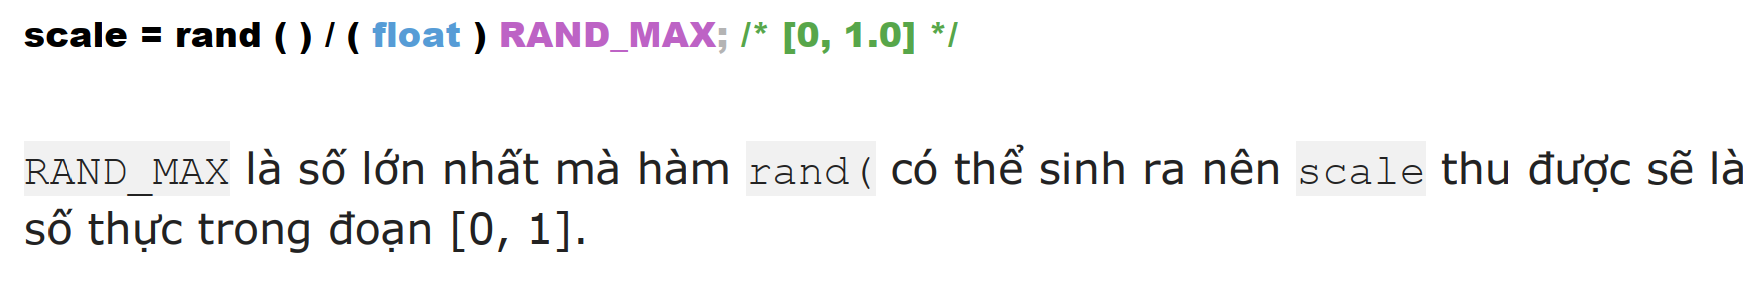 scale = rand ( ) / ( float ) RAND_MAX; /* [0, 1.0] */
RAND_MAX là số lớn nhất mà hàm rand( có thể sinh ra nên scale thu được sẽ là
số thực trong đoạn [0, 1].